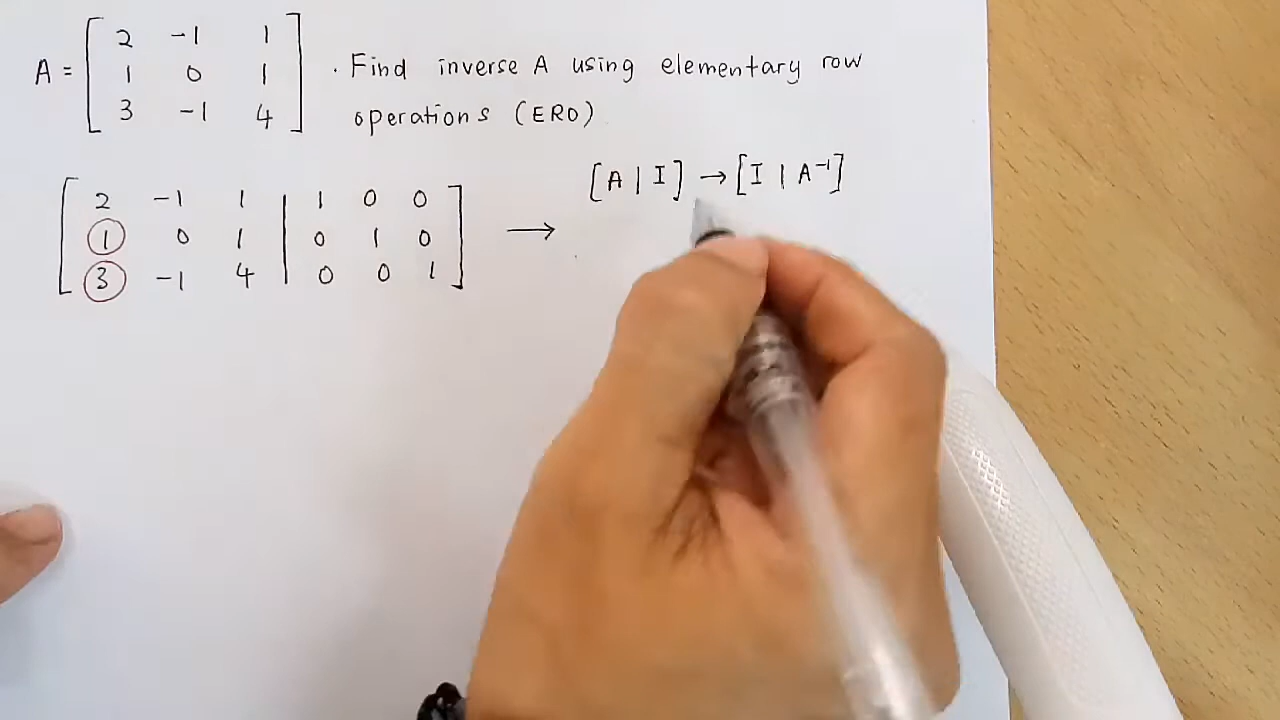 A = [ 2 -1 1
1 0 1
3 -1 4 ] . Find inverse A using elementary row
operations (ERO)
[A | I] → [I | A⁻¹]
[ 2 -1 1 | 1 0 0
1 0 1 | 0 1 0
3 -1 4 | 0 0 1 ] →